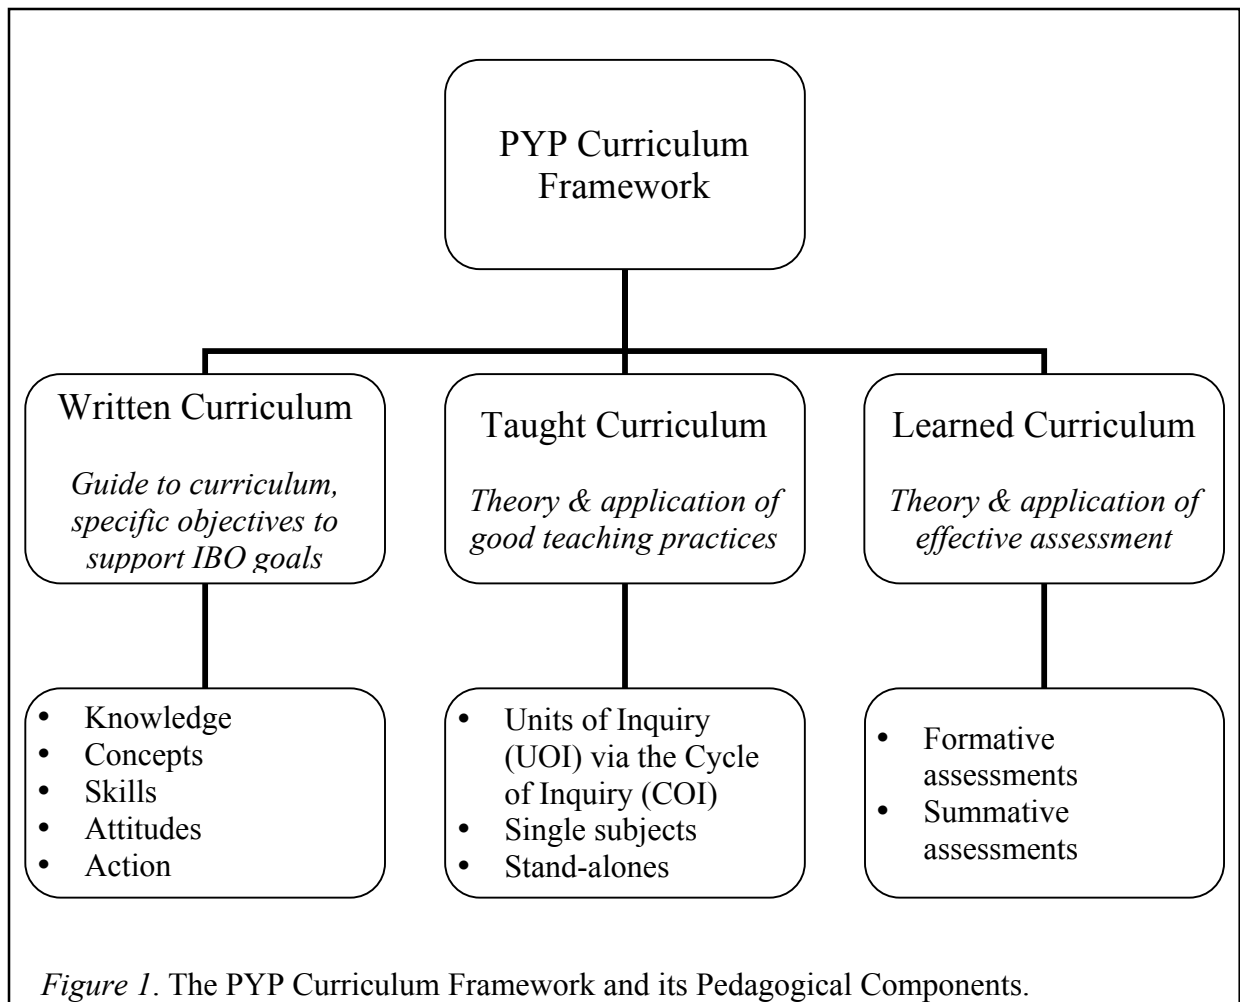 PYP Curriculum
Framework
Written Curriculum
Guide to curriculum,
specific objectives to
support IBO goals
Taught Curriculum
Theory & application of
good teaching practices
Learned Curriculum
Theory & application of
effective assessment
• Knowledge
• Concepts
• Skills
• Attitudes
• Action
• Units of Inquiry
(UOI) via the Cycle
of Inquiry (COI)
• Single subjects
• Stand-alones
• Formative
assessments
• Summative
assessments
Figure 1. The PYP Curriculum Framework and its Pedagogical Components.